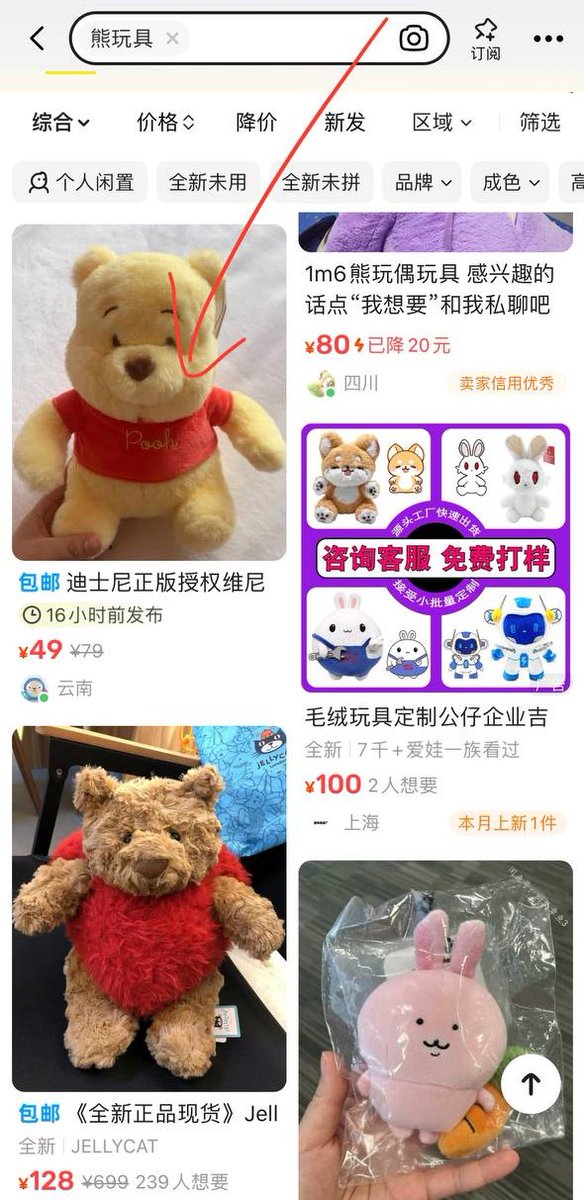 熊玩具 ×
订阅
综合
价格
降价
新发
区域
筛选
个人闲置
全新未用
全新未拼
品牌
成色
Pooh
包邮 迪士尼正版授权维尼
16小时前发布
¥49 ¥79
云南
JELLYCAT
包邮 《全新正品现货》Jell
全新 | JELLYCAT
¥128 ¥699 239人想要
1m6熊玩偶玩具 感兴趣的
话点“我想要”和我私聊吧
¥80 已降20元
四川
卖家信用优秀
源头工厂快速出货
咨询客服 免费打样
接受小批量定制
广告
毛绒玩具定制公仔企业吉
全新 | 7千+爱娃一族看过
¥100 2人想要
上海
本月上新1件